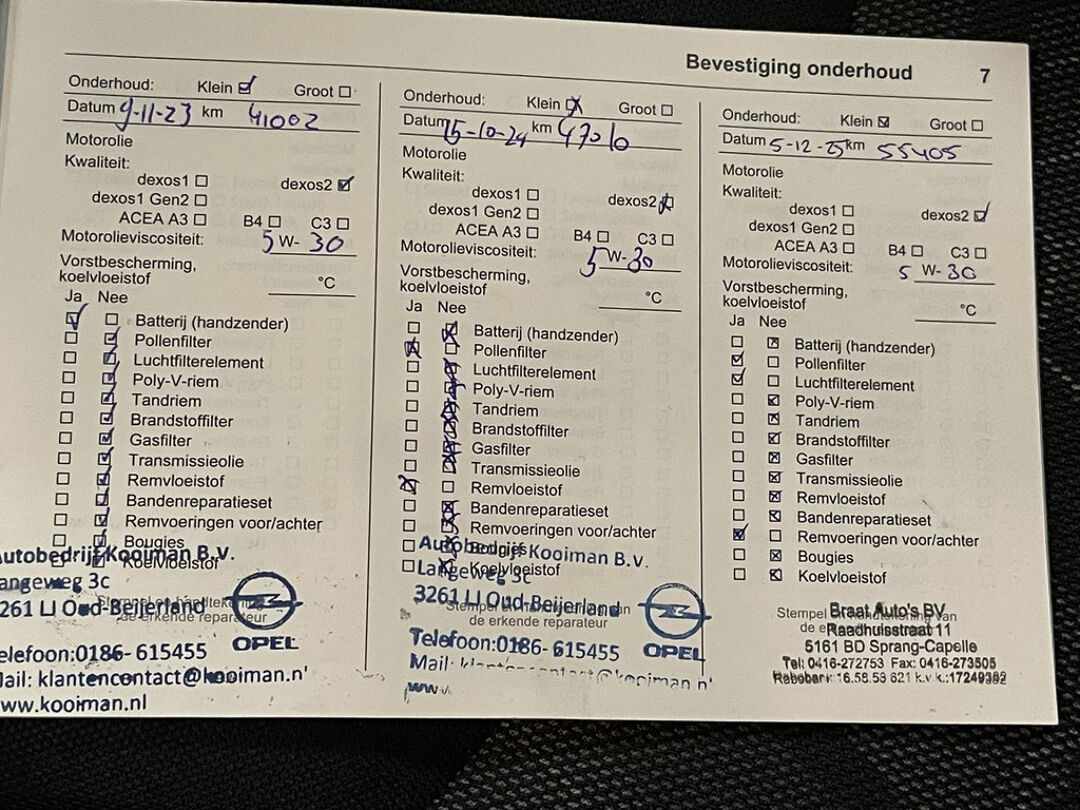 Bevestiging onderhoud 7
Onderhoud: Klein Groot
Datum 9-11-23 km 41002
Motorolie
Kwaliteit:
dexos1 dexos2
dexos1 Gen2
ACEA A3 B4 C3
Motorolieviscositeit: 5 W- 30
Vorstbescherming,
koelvloeistof °C
Ja Nee
Batterij (handzender)
Pollenfilter
Luchtfilterelement
Poly-V-riem
Tandriem
Brandstoffilter
Gasfilter
Transmissieolie
Remvloeistof
Bandenreparatieset
Remvoeringen voor/achter
Bougies
Koelvloeistof
Autobedrijf Kooiman B.V.
Langeweg 3c
3261 LJ Oud-Beijerland
de erkende reparateur
OPEL
Telefoon:0186- 615455
Mail: klantencontact@kooiman.n'
www.kooiman.nl
Onderhoud: Klein Groot
Datum 15-10-24 km
Motorolie
Kwaliteit:
dexos1 dexos2
dexos1 Gen2
ACEA A3 B4 C3
Motorolieviscositeit: 5 W- 30
Vorstbescherming,
koelvloeistof °C
Ja Nee
Batterij (handzender)
Pollenfilter
Luchtfilterelement
Poly-V-riem
Tandriem
Brandstoffilter
Gasfilter
Transmissieolie
Remvloeistof
Bandenreparatieset
Remvoeringen voor/achter
Bougies
Koelvloeistof
Autobedrijf Kooiman B.V.
Langeweg 3c
3261 LJ Oud-Beijerland
de erkende reparateur
OPEL
Telefoon:0186- 615455
Mail: klantencontact@kooiman.n'
Onderhoud: Klein Groot
Datum 5-12-25 km 55405
Motorolie
Kwaliteit:
dexos1 dexos2
dexos1 Gen2
ACEA A3 B4 C3
Motorolieviscositeit: 5 W- 30
Vorstbescherming,
koelvloeistof °C
Ja Nee
Batterij (handzender)
Pollenfilter
Luchtfilterelement
Poly-V-riem
Tandriem
Brandstoffilter
Gasfilter
Transmissieolie
Remvloeistof
Bandenreparatieset
Remvoeringen voor/achter
Bougies
Koelvloeistof
Stempel van
Braat Auto's BV
Raadhuisstraat 11
5161 BD Sprang-Capelle
Tel: 0416-272753 Fax: 0416-273505